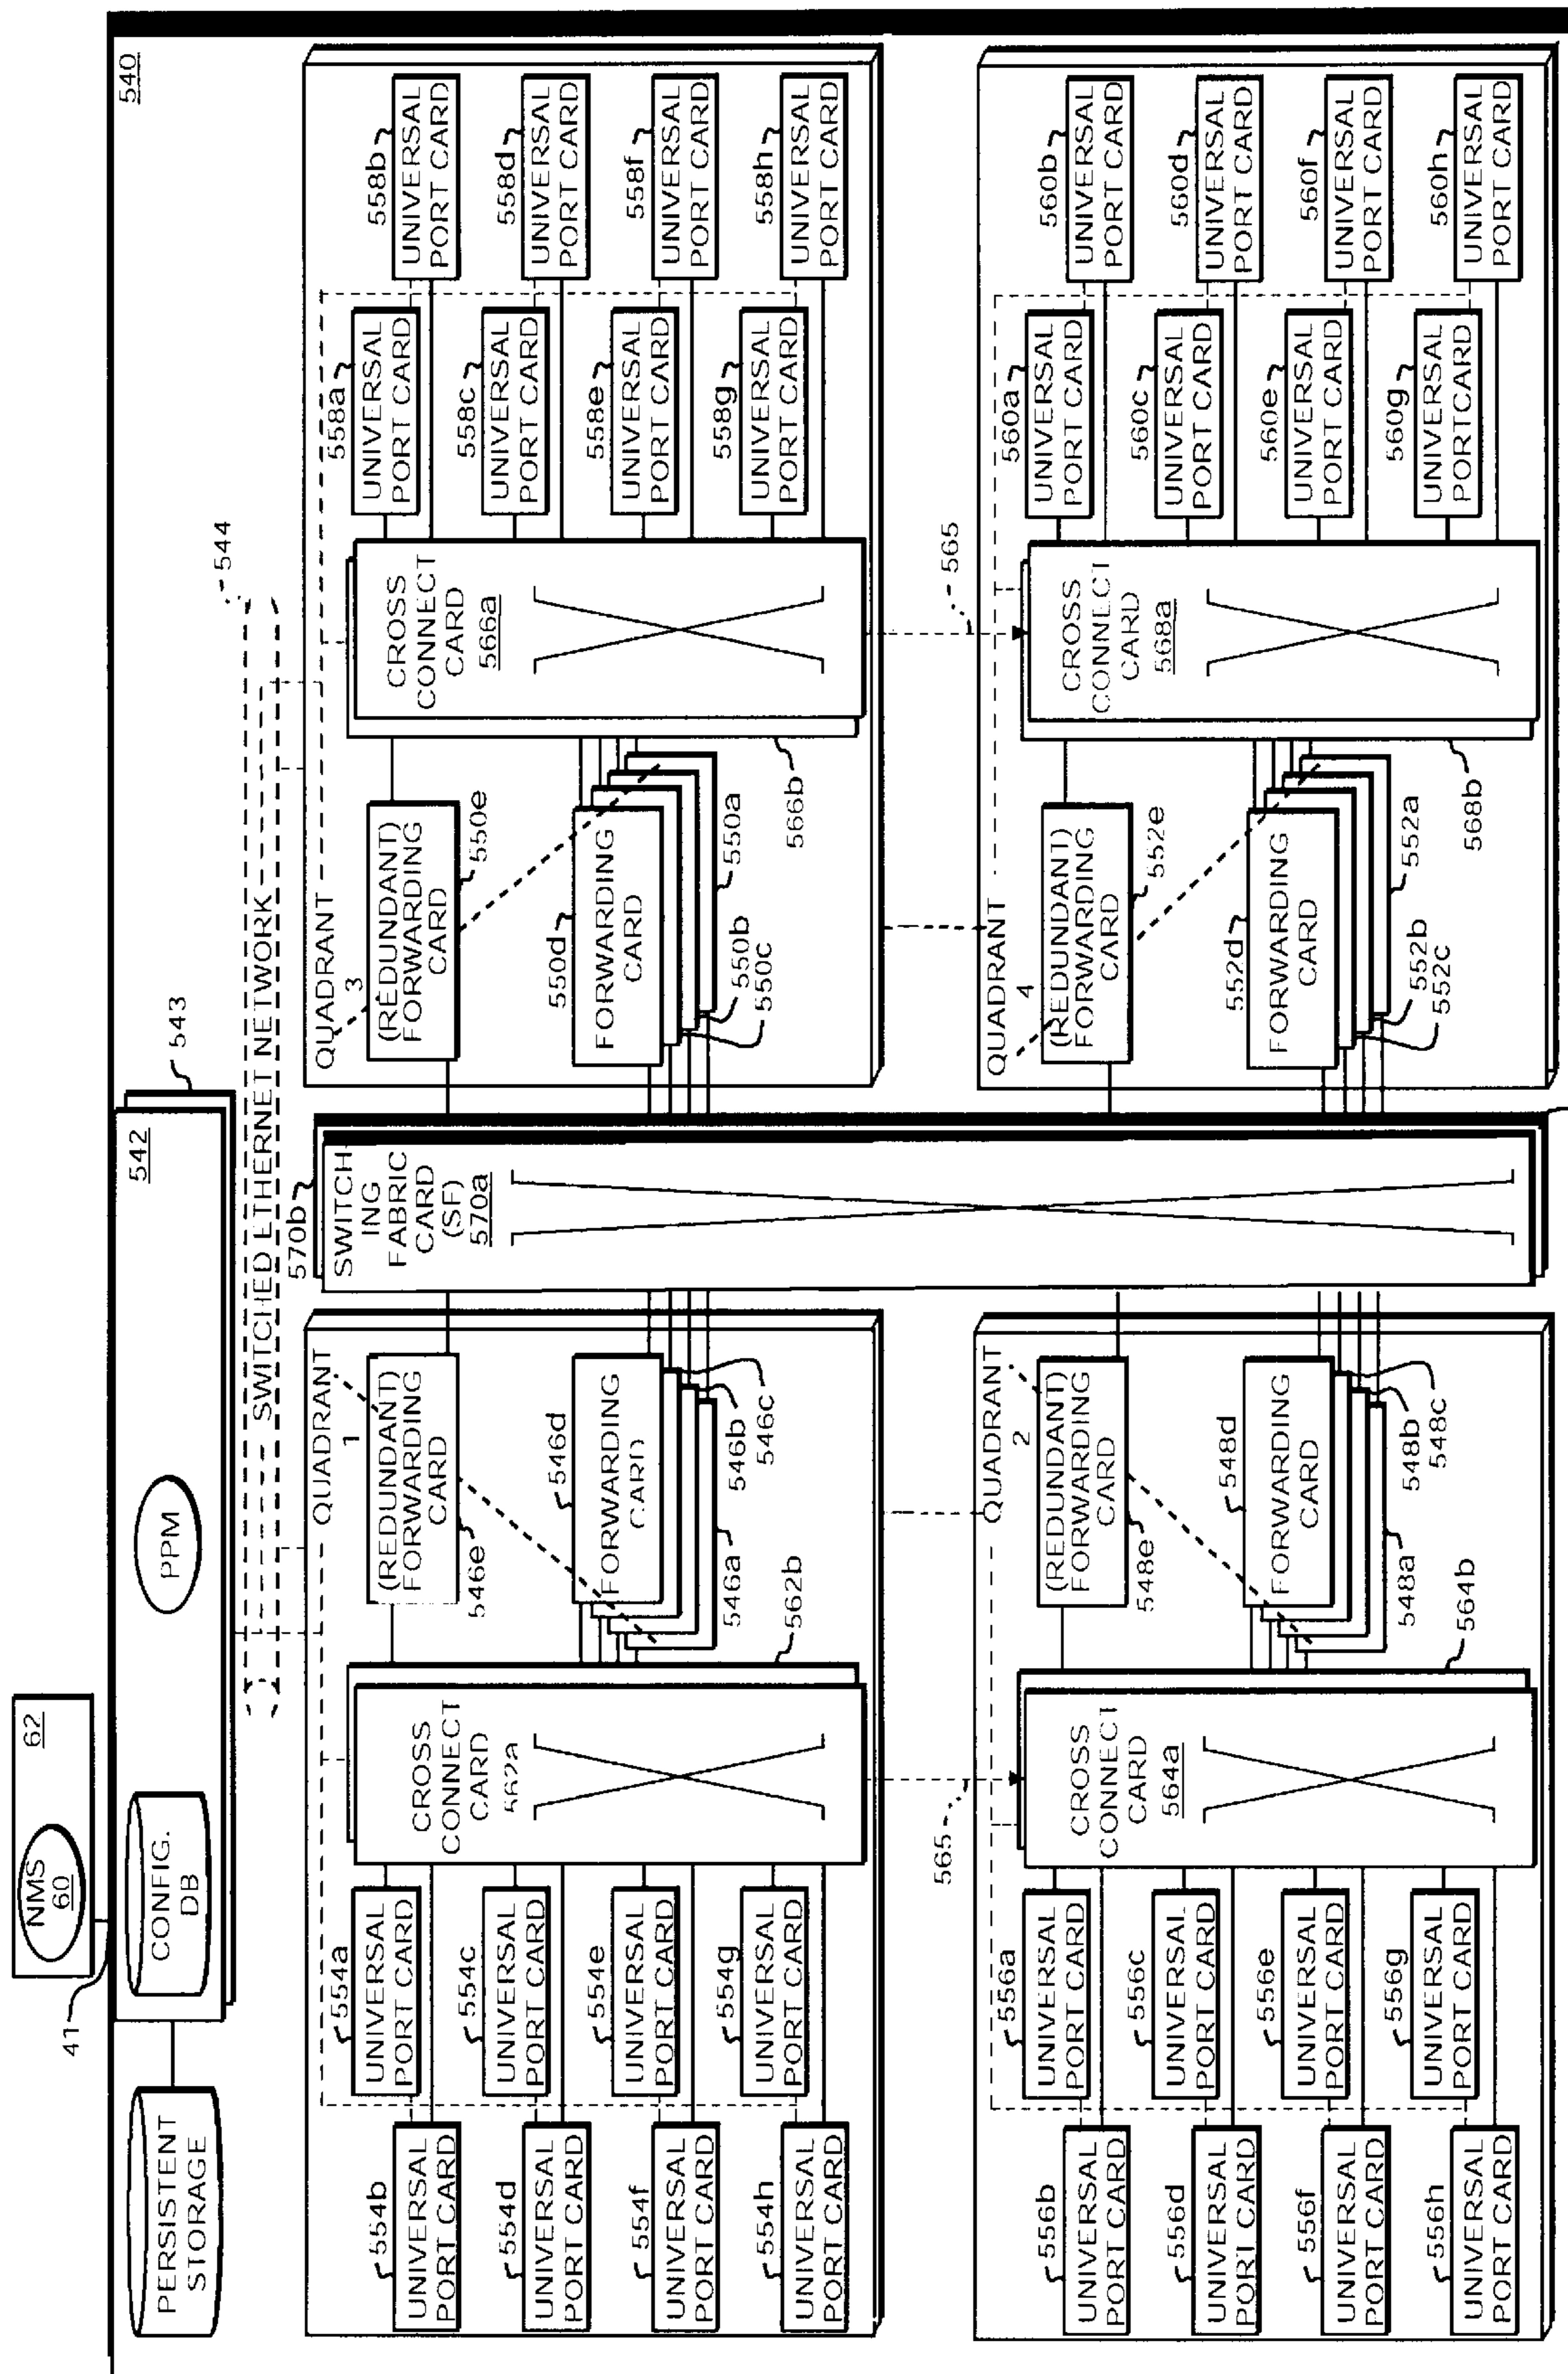 NMS
60
62
41
PERSISTENT
STORAGE
CONFIG.
DB
PPM
542
543
540
544
SWITCHED ETHERNET NETWORK
QUADRANT
1
554a
UNIVERSAL
PORT CARD
554b
UNIVERSAL
PORT CARD
554c
UNIVERSAL
PORT CARD
554d
UNIVERSAL
PORT CARD
554e
UNIVERSAL
PORT CARD
554f
UNIVERSAL
PORT CARD
554g
UNIVERSAL
PORT CARD
554h
UNIVERSAL
PORT CARD
CROSS
CONNECT
CARD
562a
562b
(REDUNDANT)
FORWARDING
CARD
546e
546d
FORWARDING
CARD
546a
546b
546c
570b
SWITCH-
ING
FABRIC
CARD
(SF)
570a
QUADRANT
3
(REDUNDANT)
FORWARDING
CARD
550e
550d
FORWARDING
CARD
550a
550b
550c
CROSS
CONNECT
CARD
566a
566b
558a
UNIVERSAL
PORT CARD
558b
UNIVERSAL
PORT CARD
558c
UNIVERSAL
PORT CARD
558d
UNIVERSAL
PORT CARD
558e
UNIVERSAL
PORT CARD
558f
UNIVERSAL
PORT CARD
558g
UNIVERSAL
PORT CARD
558h
UNIVERSAL
PORT CARD
565
565
QUADRANT
2
556a
UNIVERSAL
PORT CARD
556b
UNIVERSAL
PORT CARD
556c
UNIVERSAL
PORT CARD
556d
UNIVERSAL
PORT CARD
556e
UNIVERSAL
PORT CARD
556f
UNIVERSAL
PORT CARD
556g
UNIVERSAL
PORT CARD
556h
UNIVERSAL
PORT CARD
CROSS
CONNECT
CARD
564a
564b
(REDUNDANT)
FORWARDING
CARD
548e
548d
FORWARDING
CARD
548a
548b
548c
QUADRANT
4
(REDUNDANT)
FORWARDING
CARD
552e
552d
FORWARDING
CARD
552a
552b
552c
CROSS
CONNECT
CARD
568a
568b
560a
UNIVERSAL
PORT CARD
560b
UNIVERSAL
PORT CARD
560c
UNIVERSAL
PORT CARD
560d
UNIVERSAL
PORT CARD
560e
UNIVERSAL
PORT CARD
560f
UNIVERSAL
PORT CARD
560g
UNIVERSAL
PORTCARD
560h
UNIVERSAL
PORT CARD